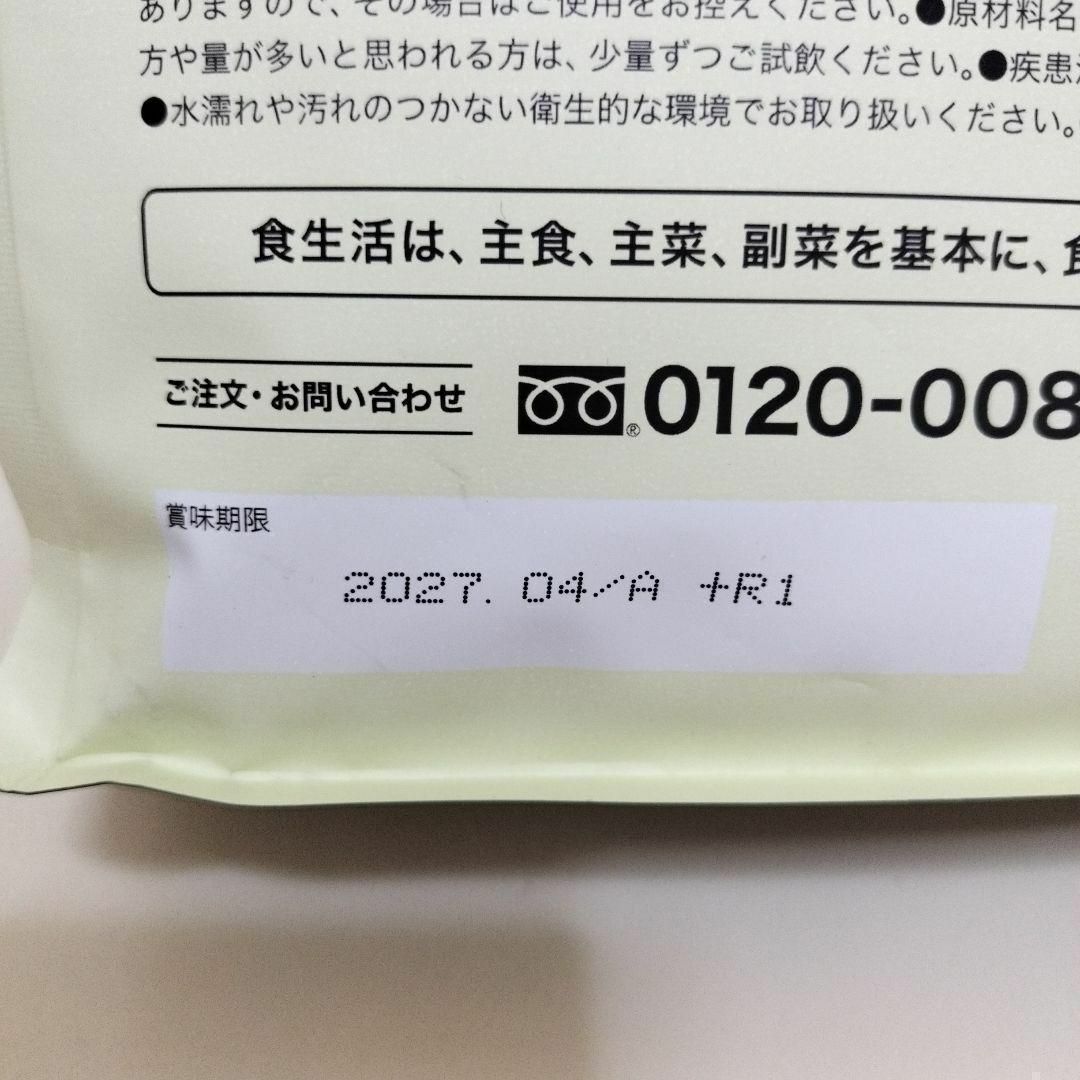 ありますので、その場合はご使用をお控えください。●原材料名
方や量が多いと思われる方は、少量ずつご試飲ください。●疾患
●水濡れや汚れのつかない衛生的な環境でお取り扱いください。
食生活は、主食、主菜、副菜を基本に、食
ご注文・お問い合わせ
®0120-008
賞味期限
2027. 04/A +R1